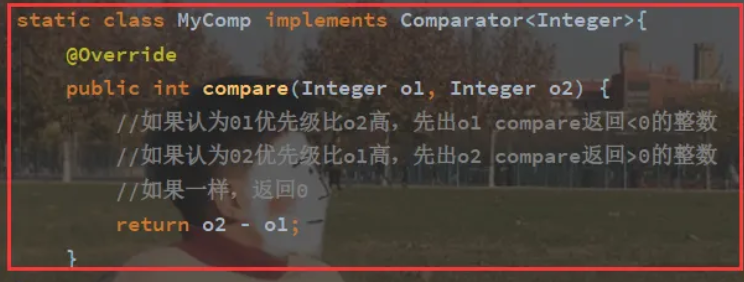 static class MyComp implements Comparator<Integer>{
@Override
public int compare(Integer o1, Integer o2) {
//如果认为O1优先级比o2高，先出o1 compare返回<0的整数
//如果认为O2优先级比o1高，先出o2 compare返回>0的整数
//如果一样，返回0
return o2 - o1;
}